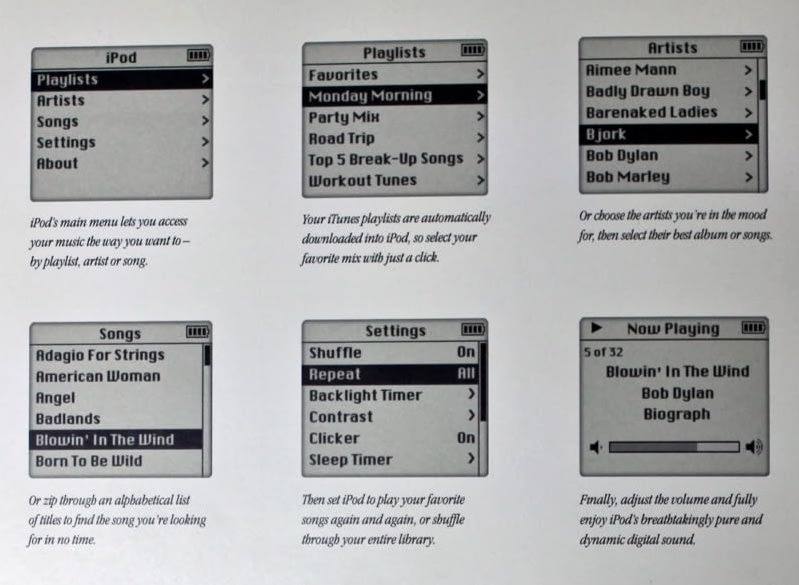 iPod
Playlists >
Artists >
Songs >
Settings >
About >
iPod's main menu lets you access
your music the way you want to –
by playlist, artist or song.
Playlists
Favorites >
Monday Morning >
Party Mix >
Road Trip >
Top 5 Break-Up Songs >
Workout Tunes >
Your iTunes playlists are automatically
downloaded into iPod, so select your
favorite mix with just a click.
Artists
Aimee Mann >
Badly Drawn Boy >
Barenaked Ladies >
Bjork >
Bob Dylan >
Bob Marley >
Or choose the artists you're in the mood
for, then select their best album or songs.
Songs
Adagio For Strings
American Woman
Angel
Badlands
Blowin' In The Wind
Born To Be Wild
Or zip through an alphabetical list
of titles to find the song you're looking
for in no time.
Settings
Shuffle On
Repeat All
Backlight Timer >
Contrast >
Clicker On
Sleep Timer >
Then set iPod to play your favorite
songs again and again, or shuffle
through your entire library.
Now Playing
5 of 32
Blowin' In The Wind
Bob Dylan
Biograph
Finally, adjust the volume and fully
enjoy iPod's breathtakingly pure and
dynamic digital sound.